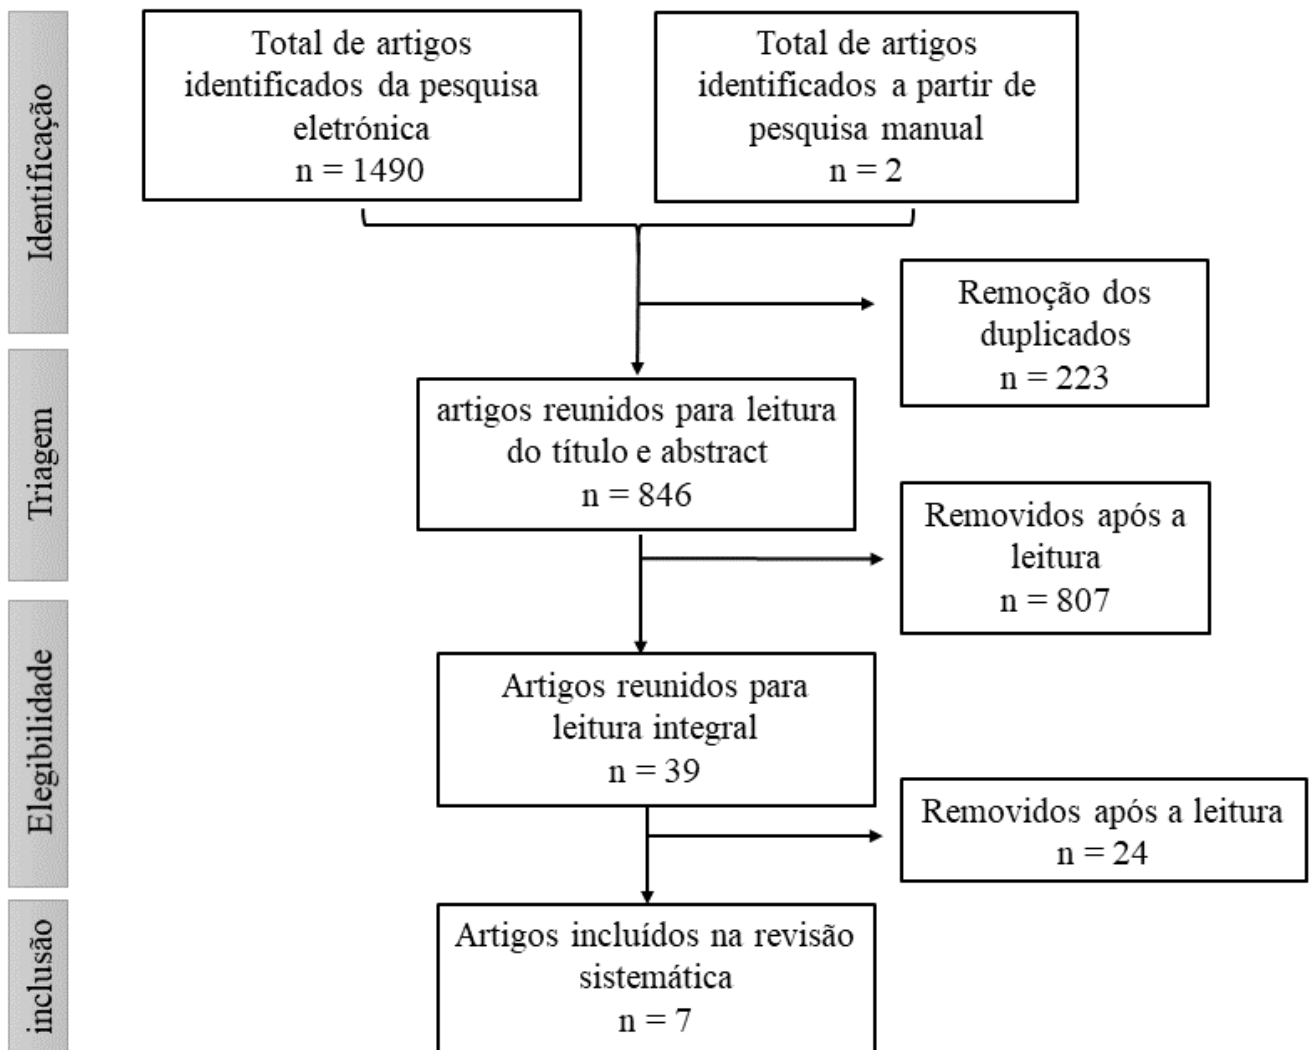 Identificação
Total de artigos
identificados da pesquisa
eletrónica
n = 1490
Total de artigos
identificados a partir de
pesquisa manual
n = 2
Remoção dos
duplicados
n = 223
Triagem
artigos reunidos para leitura
do título e abstract
n = 846
Removidos após a
leitura
n = 807
Elegibilidade
Artigos reunidos para
leitura integral
n = 39
Removidos após a leitura
n = 24
inclusão
Artigos incluídos na revisão
sistemática
n = 7